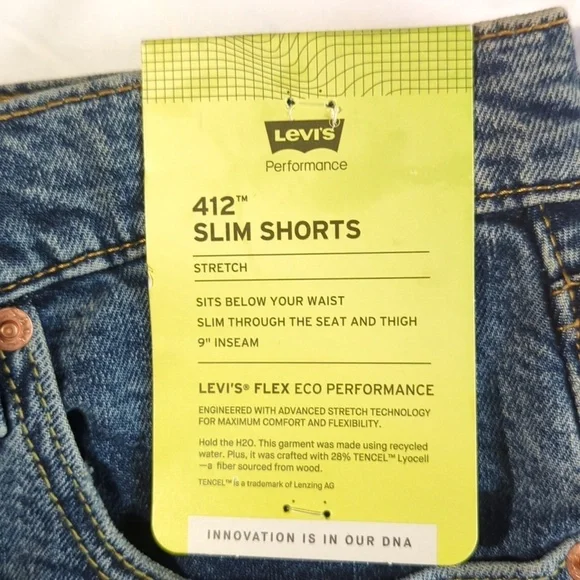 LEVI'S
Performance
412™
SLIM SHORTS
STRETCH
SITS BELOW YOUR WAIST
SLIM THROUGH THE SEAT AND THIGH
9" INSEAM
LEVI'S® FLEX ECO PERFORMANCE
ENGINEERED WITH ADVANCED STRETCH TECHNOLOGY
FOR MAXIMUM COMFORT AND FLEXIBILITY.
Hold the H2O. This garment was made using recycled
water. Plus, it was crafted with 28% TENCEL™ Lyocell
—a fiber sourced from wood.
TENCEL™ is a trademark of Lenzing AG
INNOVATION IS IN OUR DNA